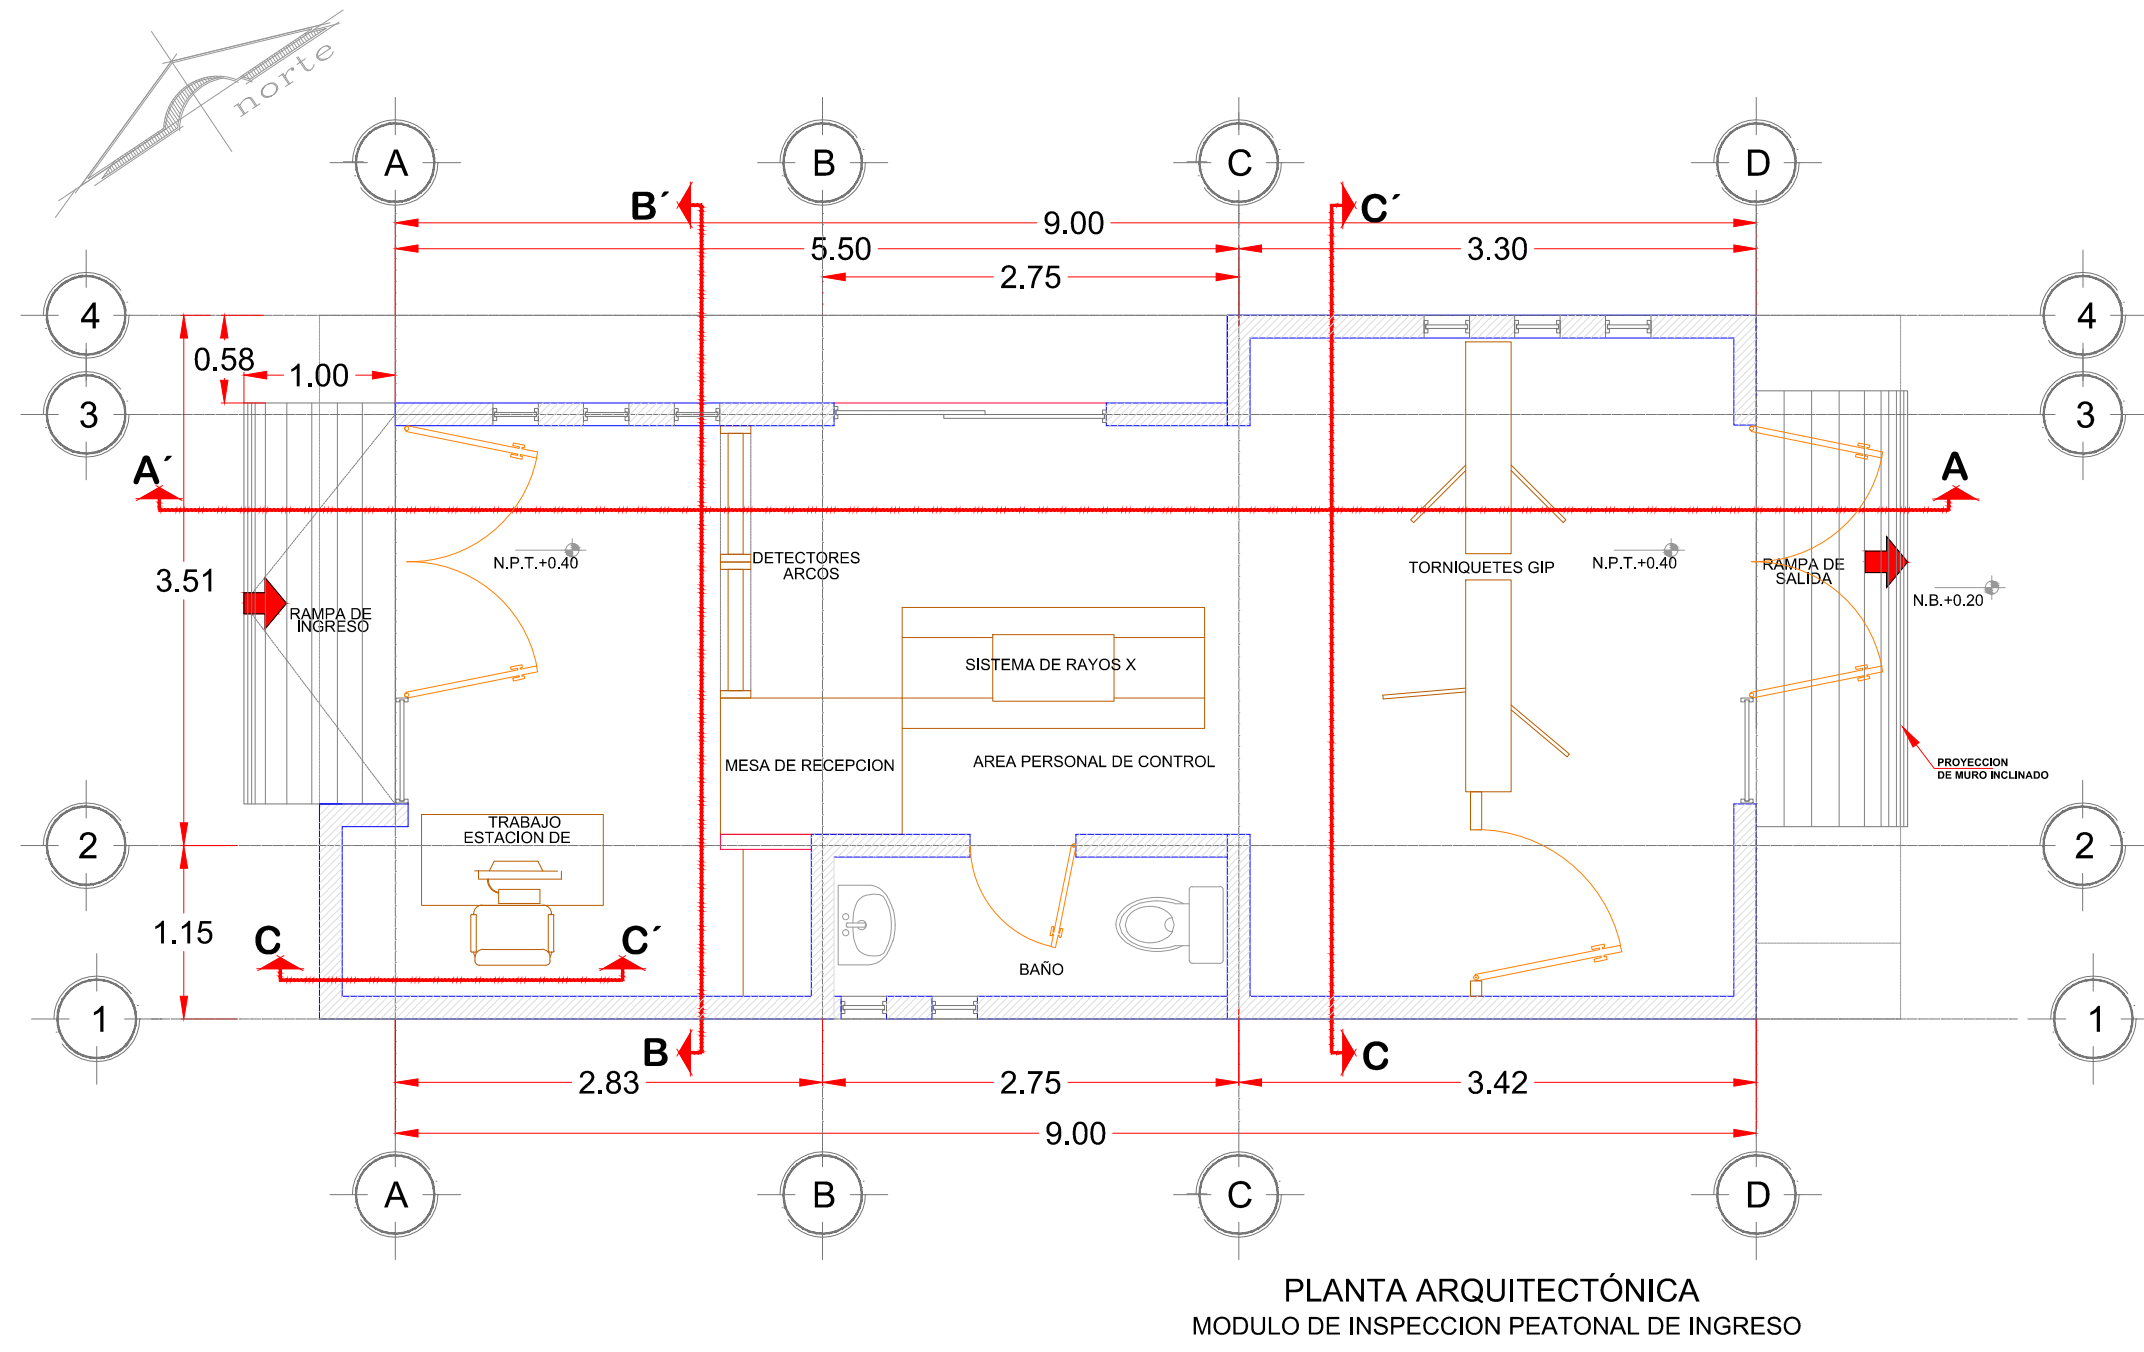 norte
A
B
C
D
B´
C´
9.00
5.50
3.30
2.75
4
4
0.58
1.00
3
3
A´
A
N.P.T.+0.40
DETECTORES
ARCOS
TORNIQUETES GIP
N.P.T.+0.40
RAMPA DE
SALIDA
3.51
N.B.+0.20
RAMPA DE
INGRESO
SISTEMA DE RAYOS X
MESA DE RECEPCION
AREA PERSONAL DE CONTROL
PROYECCION
DE MURO INCLINADO
TRABAJO
ESTACION DE
2
2
1.15
C
C´
BAÑO
1
1
B
C
2.83
2.75
3.42
9.00
A
B
C
D
PLANTA ARQUITECTÓNICA
MODULO DE INSPECCION PEATONAL DE INGRESO